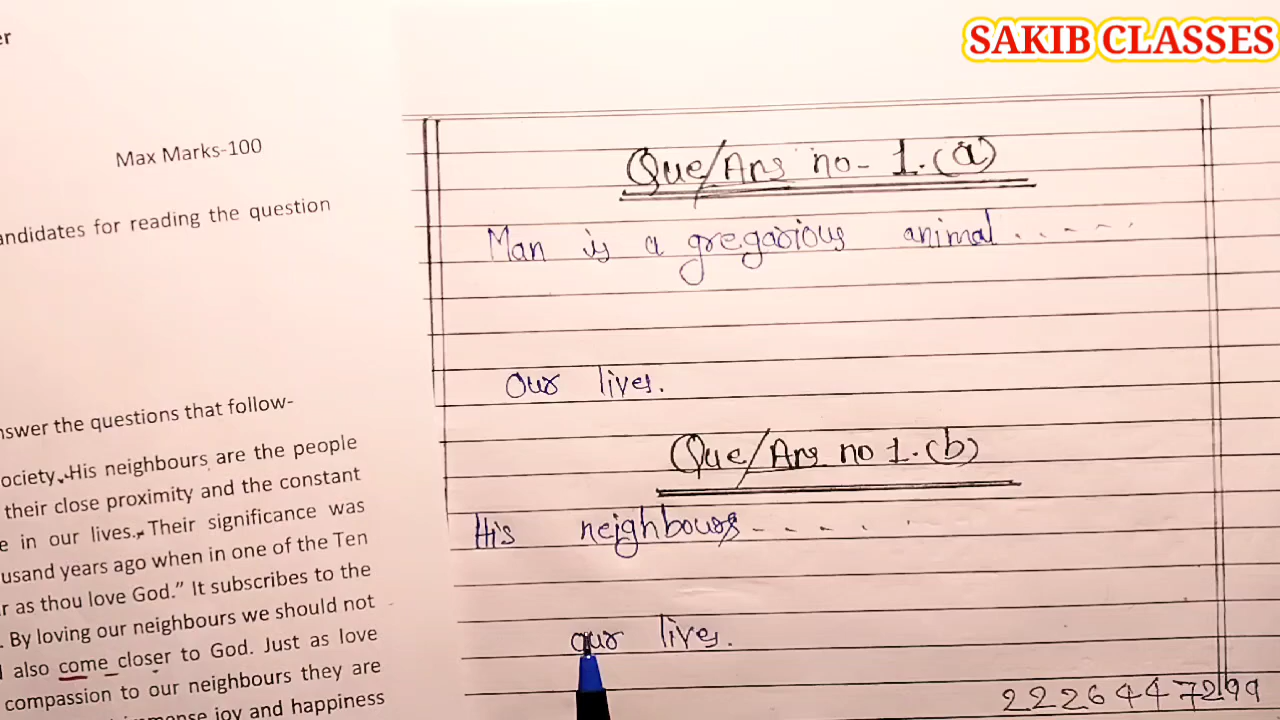 SAKIB CLASSES
er
Max Marks-100
andidates for reading the question
nswer the questions that follow-
ociety. His neighbours are the people
their close proximity and the constant
e in our lives. Their significance was
usand years ago when in one of the Ten
r as thou love God.” It subscribes to the
. By loving our neighbours we should not
also come closer to God. Just as love
compassion to our neighbours they are
joy and happiness
Que/Ans no- 1.(a)
Man is a gregarious animal . . - - - .
Our lives.
Que/Ans no 1.(b)
His neighbours - - - - . .
our lives.
2226447299